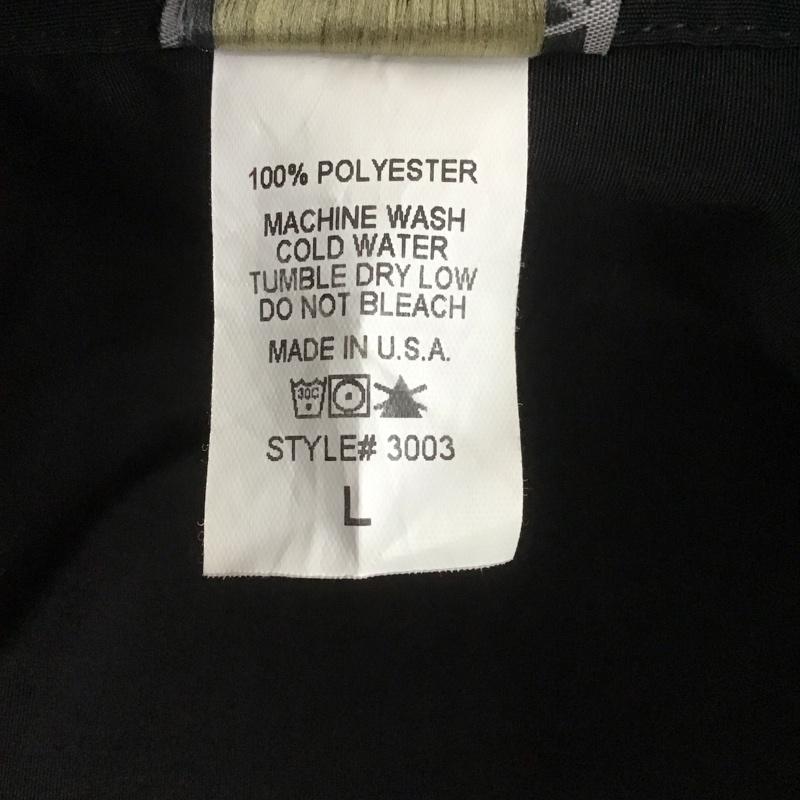 100% POLYESTER
MACHINE WASH
COLD WATER
TUMBLE DRY LOW
DO NOT BLEACH
MADE IN U.S.A.
30C
STYLE# 3003
L